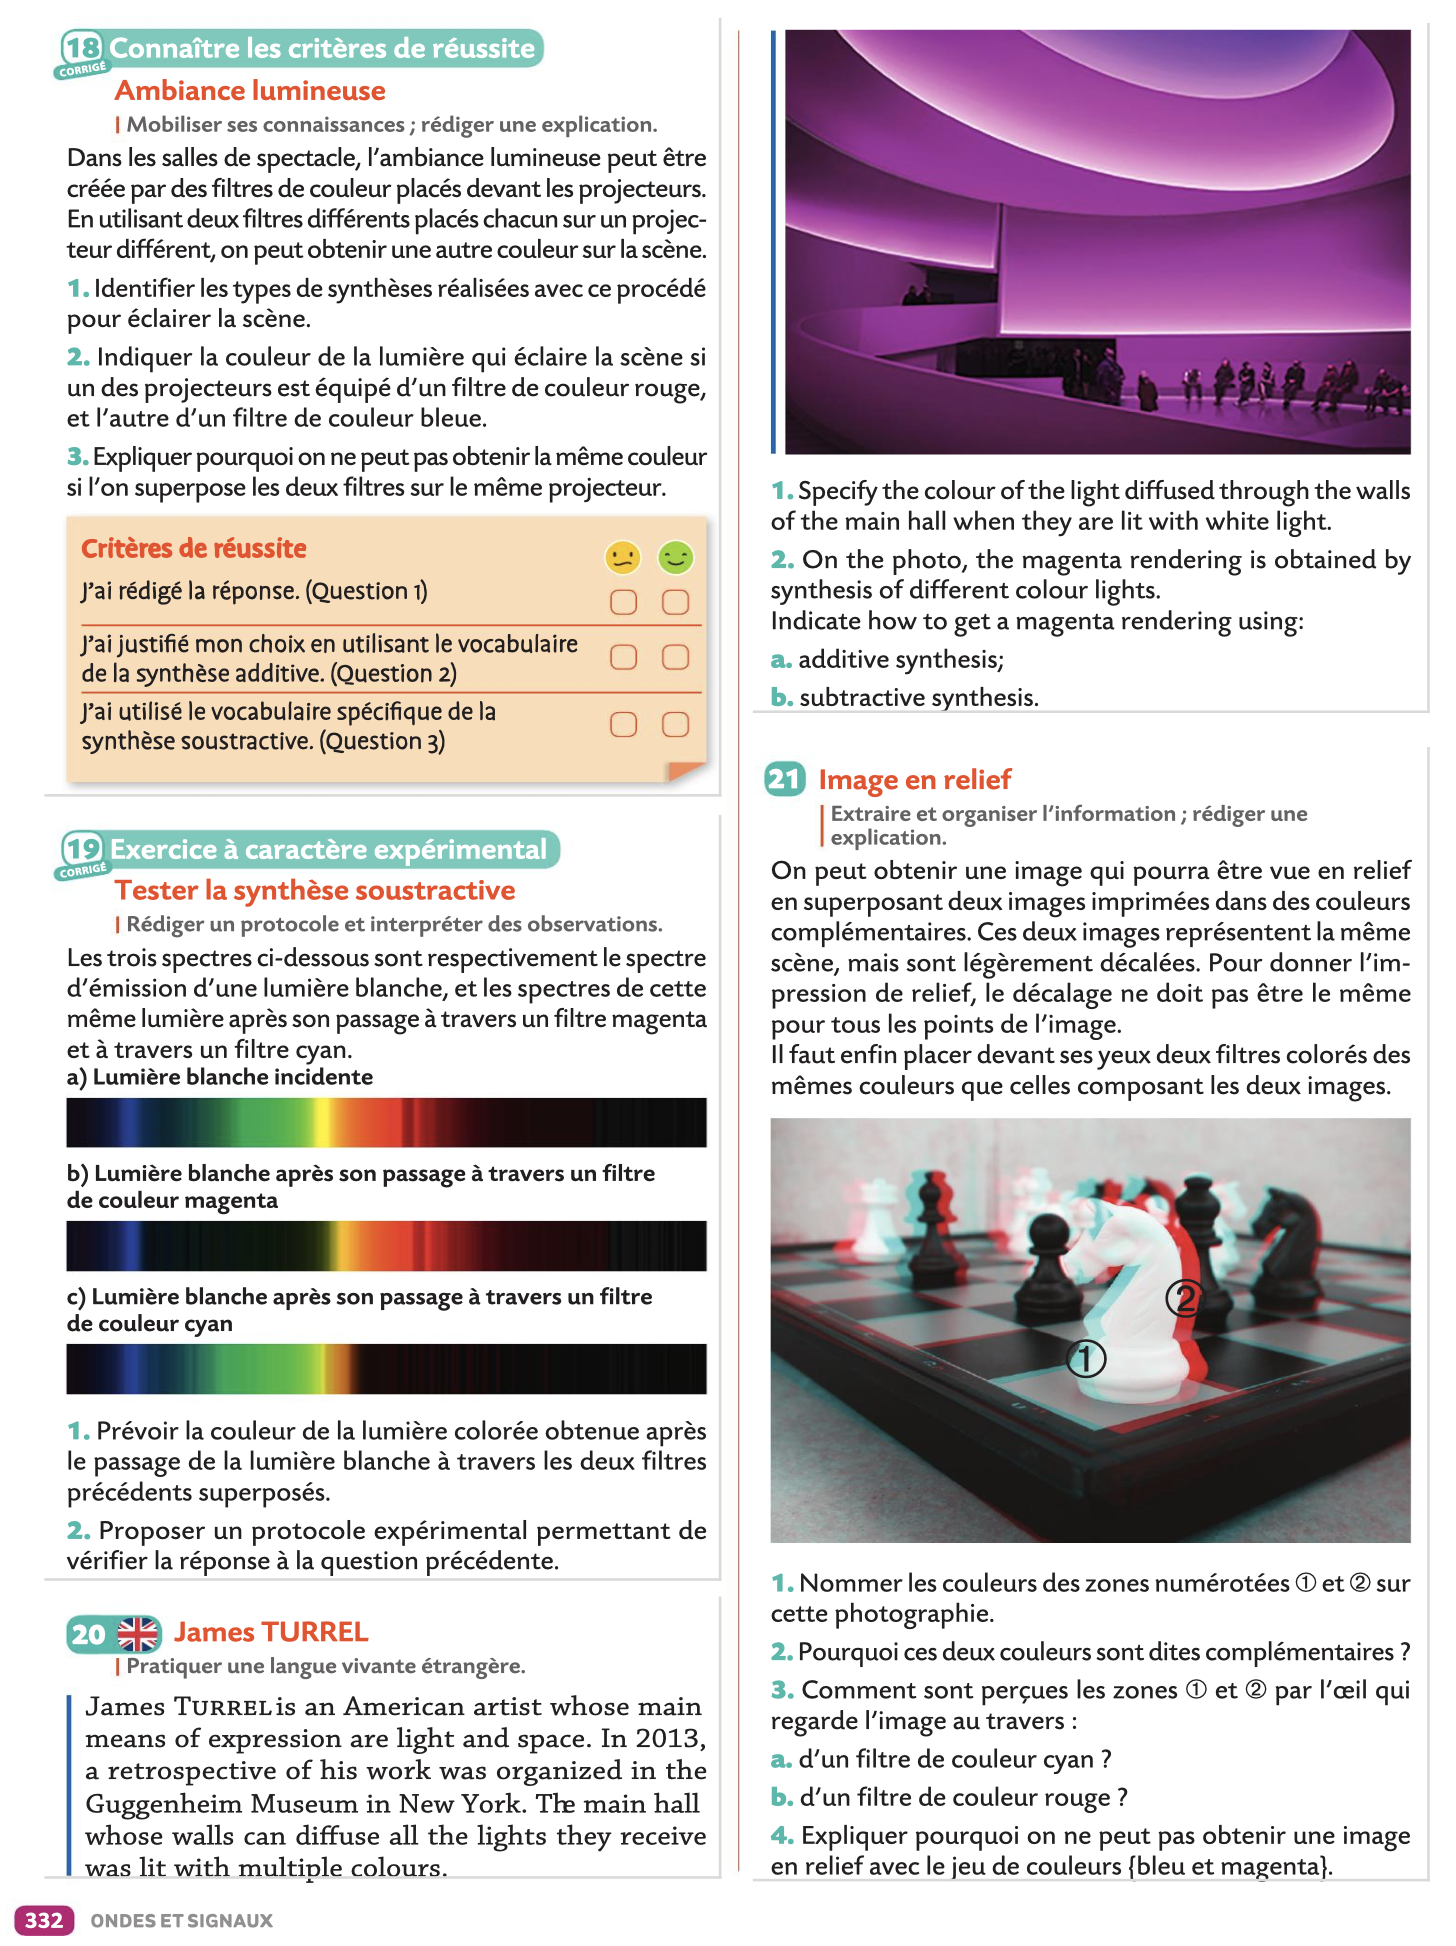 18 Connaître les critères de réussite
CORRIGÉ
Ambiance lumineuse
Mobiliser ses connaissances ; rédiger une explication.
Dans les salles de spectacle, l’ambiance lumineuse peut être
créée par des filtres de couleur placés devant les projecteurs.
En utilisant deux filtres différents placés chacun sur un projec-
teur différent, on peut obtenir une autre couleur sur la scène.
1. Identifier les types de synthèses réalisées avec ce procédé
pour éclairer la scène.
2. Indiquer la couleur de la lumière qui éclaire la scène si
un des projecteurs est équipé d’un filtre de couleur rouge,
et l’autre d’un filtre de couleur bleue.
3. Expliquer pourquoi on ne peut pas obtenir la même couleur
si l’on superpose les deux filtres sur le même projecteur.
Critères de réussite
J’ai rédigé la réponse. (Question 1)
J’ai justifié mon choix en utilisant le vocabulaire
de la synthèse additive. (Question 2)
J’ai utilisé le vocabulaire spécifique de la
synthèse soustractive. (Question 3)
19 Exercice à caractère expérimental
CORRIGÉ
Tester la synthèse soustractive
Rédiger un protocole et interpréter des observations.
Les trois spectres ci-dessous sont respectivement le spectre
d’émission d’une lumière blanche, et les spectres de cette
même lumière après son passage à travers un filtre magenta
et à travers un filtre cyan.
a) Lumière blanche incidente
b) Lumière blanche après son passage à travers un filtre
de couleur magenta
c) Lumière blanche après son passage à travers un filtre
de couleur cyan
1. Prévoir la couleur de la lumière colorée obtenue après
le passage de la lumière blanche à travers les deux filtres
précédents superposés.
2. Proposer un protocole expérimental permettant de
vérifier la réponse à la question précédente.
20 James TURREL
Pratiquer une langue vivante étrangère.
James TURREL is an American artist whose main
means of expression are light and space. In 2013,
a retrospective of his work was organized in the
Guggenheim Museum in New York. The main hall
whose walls can diffuse all the lights they receive
was lit with multiple colours.
1. Specify the colour of the light diffused through the walls
of the main hall when they are lit with white light.
2. On the photo, the magenta rendering is obtained by
synthesis of different colour lights.
Indicate how to get a magenta rendering using:
a. additive synthesis;
b. subtractive synthesis.
21 Image en relief
Extraire et organiser l’information ; rédiger une
explication.
On peut obtenir une image qui pourra être vue en relief
en superposant deux images imprimées dans des couleurs
complémentaires. Ces deux images représentent la même
scène, mais sont légèrement décalées. Pour donner l’im-
pression de relief, le décalage ne doit pas être le même
pour tous les points de l’image.
Il faut enfin placer devant ses yeux deux filtres colorés des
mêmes couleurs que celles composant les deux images.
②
①
1. Nommer les couleurs des zones numérotées ① et ② sur
cette photographie.
2. Pourquoi ces deux couleurs sont dites complémentaires ?
3. Comment sont perçues les zones ① et ② par l’œil qui
regarde l’image au travers :
a. d’un filtre de couleur cyan ?
b. d’un filtre de couleur rouge ?
4. Expliquer pourquoi on ne peut pas obtenir une image
en relief avec le jeu de couleurs {bleu et magenta}.
332 ONDES ET SIGNAUX